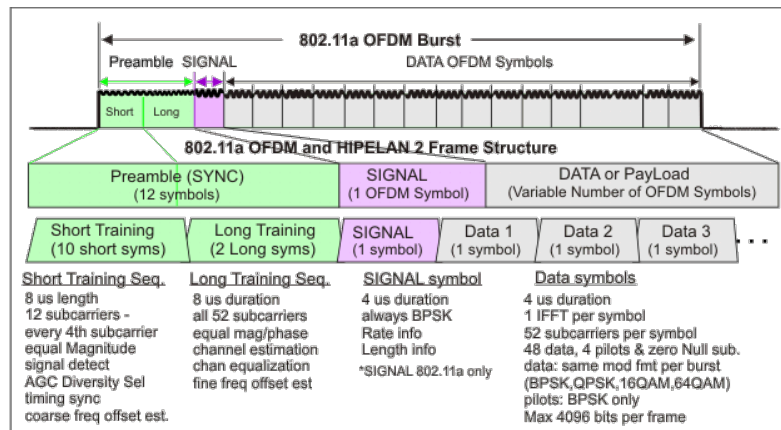 802.11a OFDM Burst
Preamble SIGNAL DATA OFDM Symbols
Short Long
802.11a OFDM and HIPELAN 2 Frame Structure
Preamble (SYNC)
(12 symbols)
SIGNAL
(1 OFDM Symbol)
DATA or PayLoad
(Variable Number of OFDM Symbols)
Short Training
(10 short syms)
Long Training
(2 Long syms)
SIGNAL
(1 symbol)
Data 1
(1 symbol)
Data 2
(1 symbol)
Data 3
(1 symbol)
...
Short Training Seq.
8 us length
12 subcarriers -
every 4th subcarrier
equal Magnitude
signal detect
AGC Diversity Sel
timing sync
coarse freq offset est.
Long Training Seq.
8 us duration
all 52 subcarriers
equal mag/phase
channel estimation
chan equalization
fine freq offset est
SIGNAL symbol
4 us duration
always BPSK
Rate info
Length info
*SIGNAL 802.11a only
Data symbols
4 us duration
1 IFFT per symbol
52 subcarriers per symbol
48 data, 4 pilots & zero Null sub.
data: same mod fmt per burst
(BPSK,QPSK,16QAM,64QAM)
pilots: BPSK only
Max 4096 bits per frame